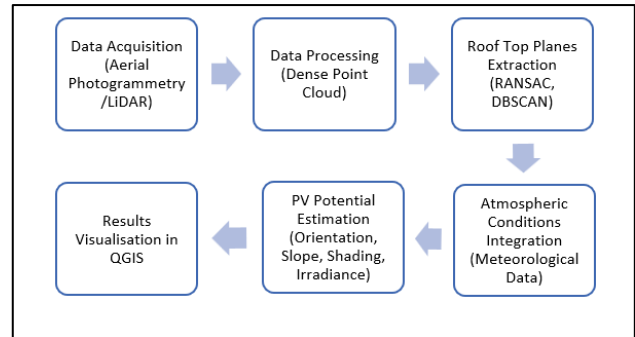 Data Acquisition
(Aerial
Photogrammetry
/LiDAR)
Data Processing
(Dense Point
Cloud)
Roof Top Planes
Extraction
(RANSAC,
DBSCAN)
Atmospheric
Conditions
Integration
(Meteorological
Data)
PV Potential
Estimation
(Orientation,
Slope, Shading,
Irradiance)
Results
Visualisation in
QGIS